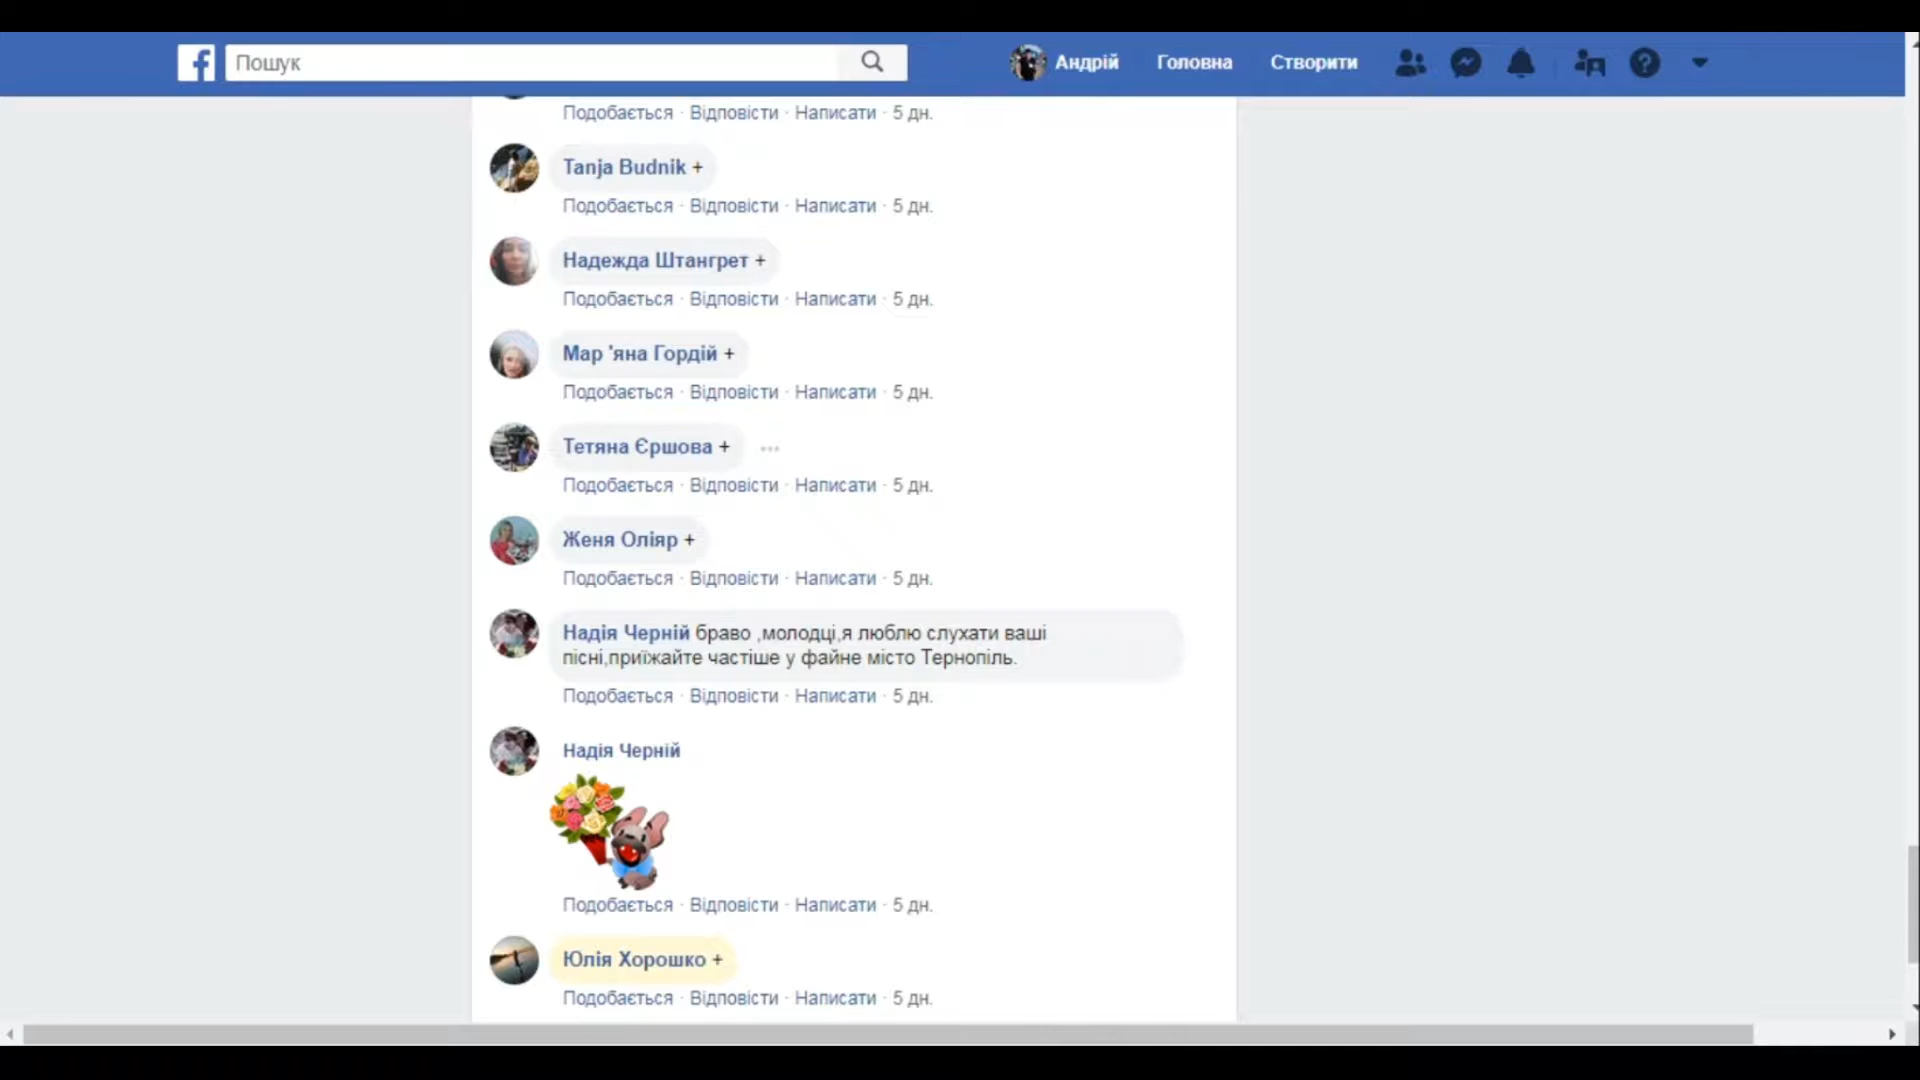 f Пошук Андрій Головна Створити
Подобається · Відповісти · Написати · 5 дн.
Tanja Budnik +
Подобається · Відповісти · Написати · 5 дн.
Надежда Штангрет +
Подобається · Відповісти · Написати · 5 дн.
Мар 'яна Гордій +
Подобається · Відповісти · Написати · 5 дн.
Тетяна Єршова +
Подобається · Відповісти · Написати · 5 дн.
Женя Оліяр +
Подобається · Відповісти · Написати · 5 дн.
Надія Черній браво ,молодці,я люблю слухати ваші
пісні,приїжайте частіше у файне місто Тернопіль.
Подобається · Відповісти · Написати · 5 дн.
Надія Черній
Подобається · Відповісти · Написати · 5 дн.
Юлія Хорошко +
Подобається · Відповісти · Написати · 5 дн.